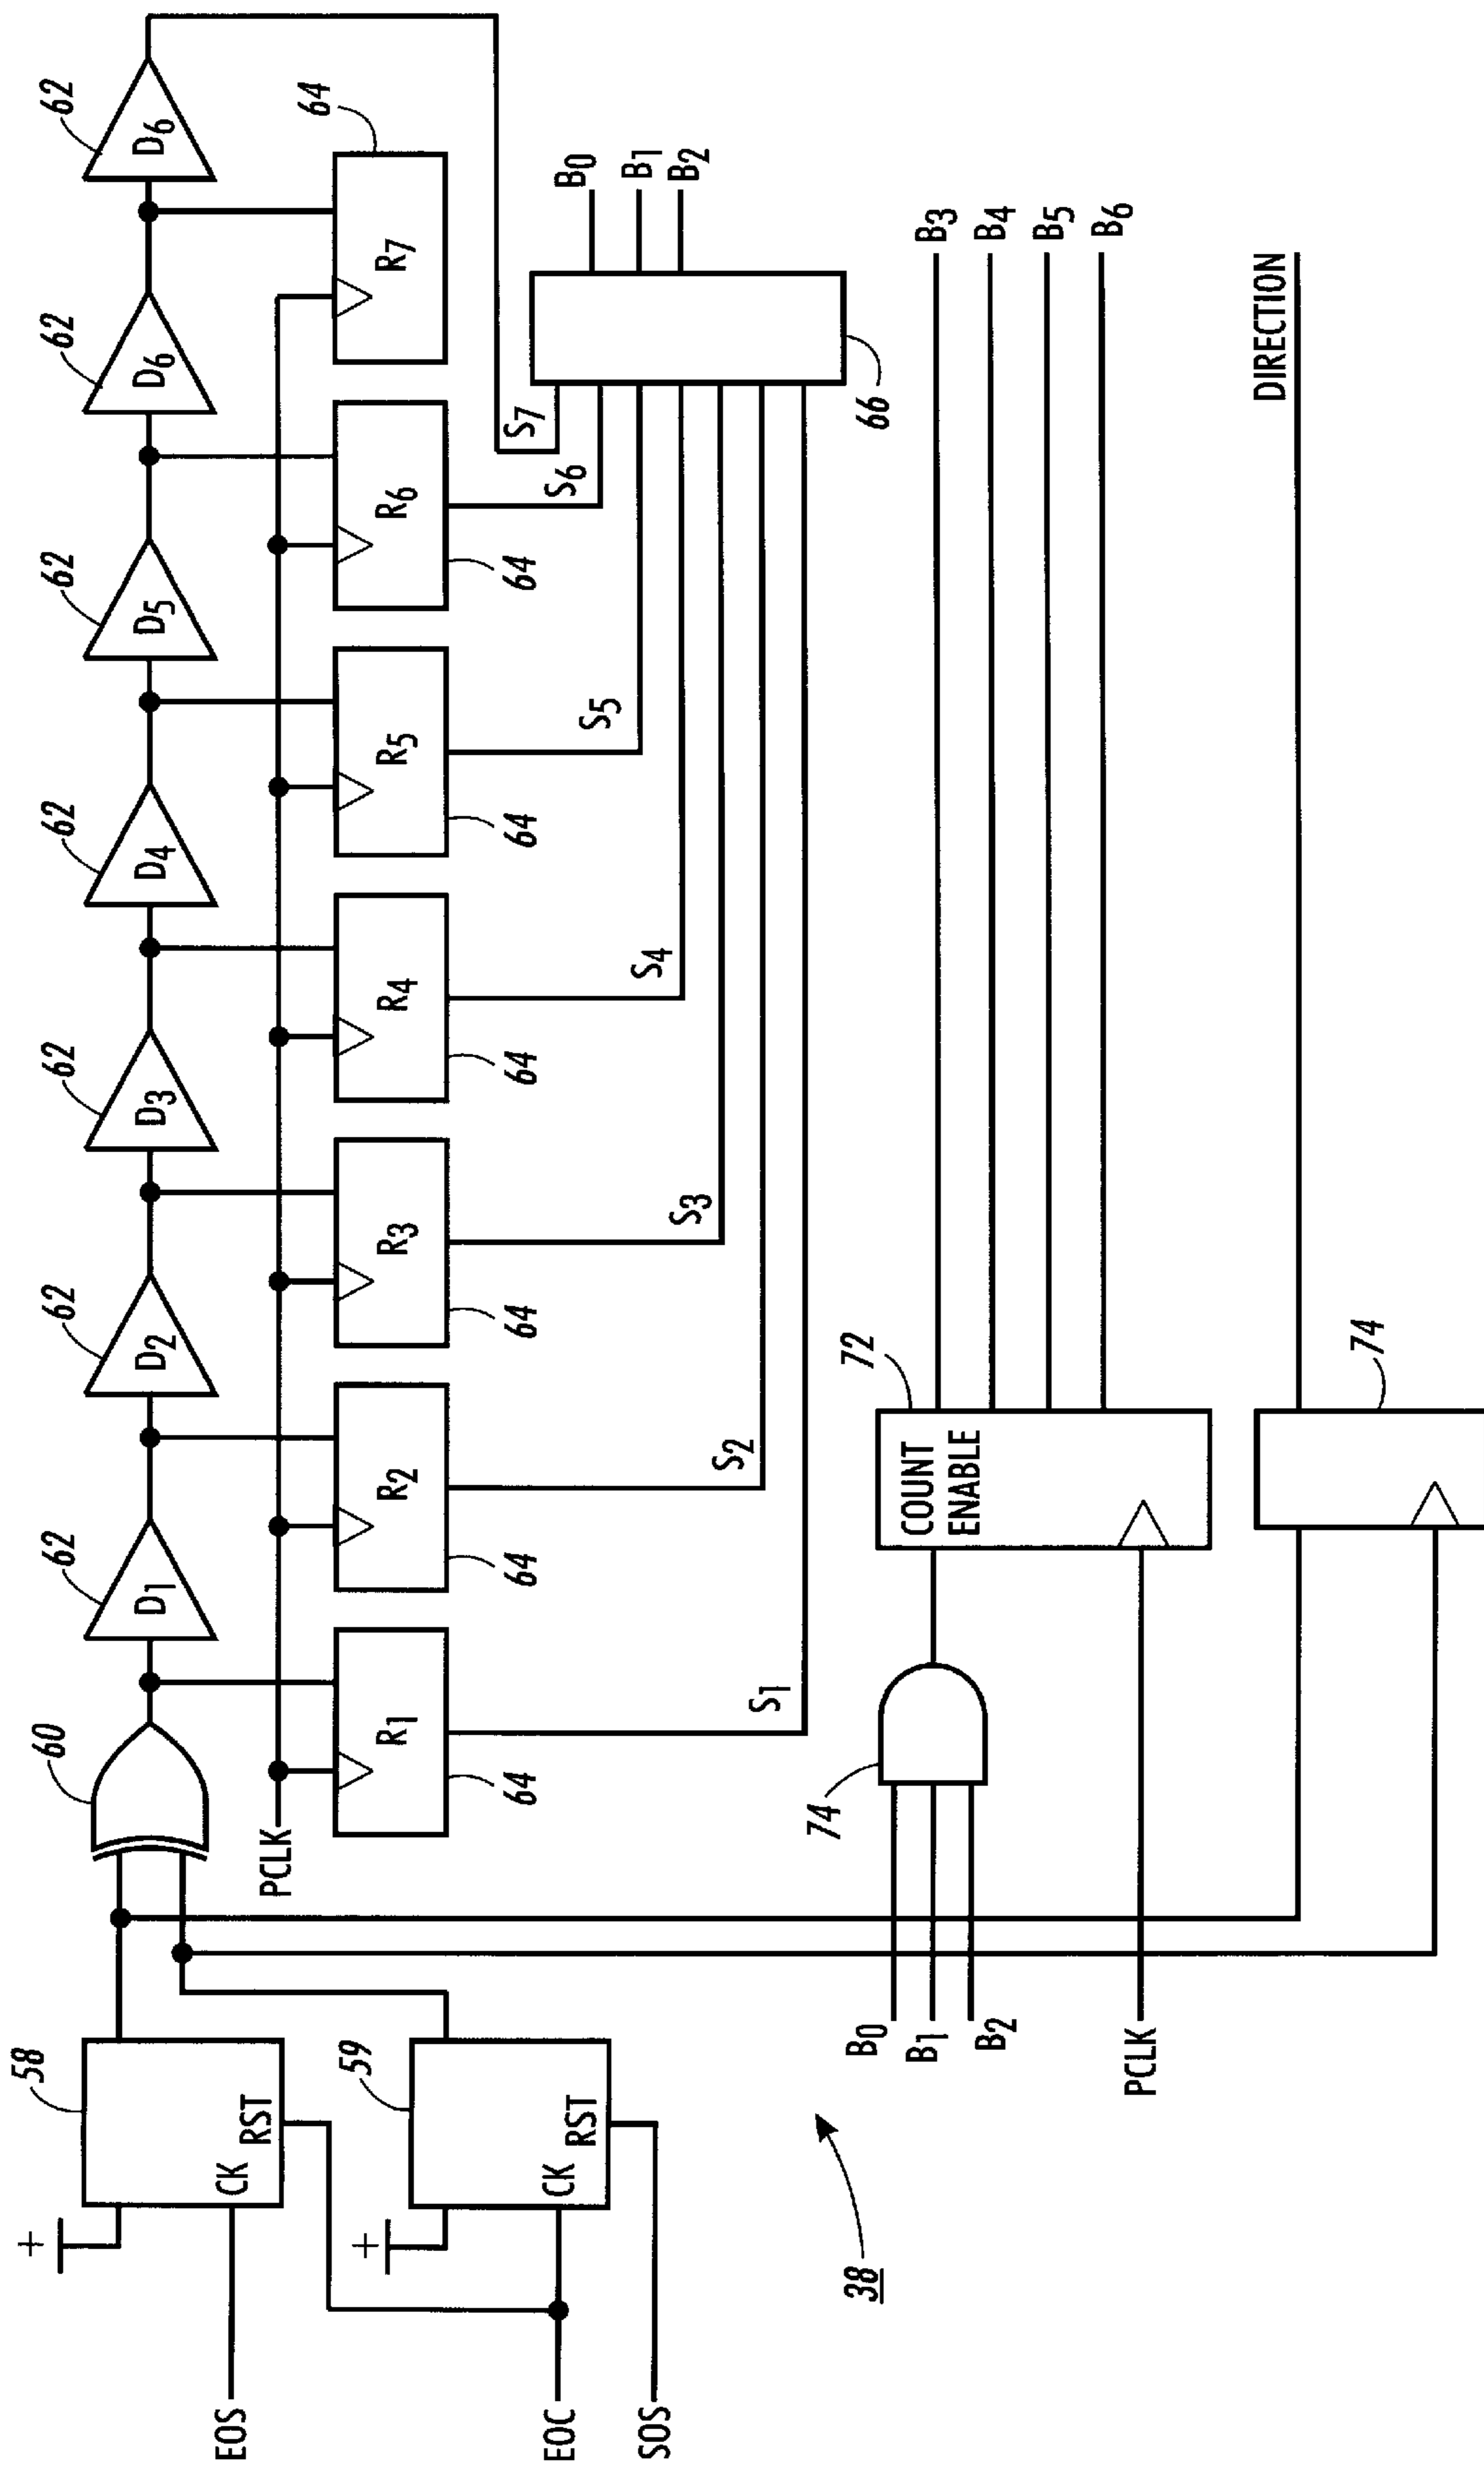 58
+
CK
RST
EOS
59
+
CK
RST
EOC
SOS
60
62
D1
62
D2
62
D3
62
D4
62
D5
62
D6
62
D6
PCLK
R1
64
R2
64
R3
64
R4
64
R5
64
R6
64
R7
64
S1
S2
S3
S4
S5
S6
S7
66
B0
B1
B2
38
B0
B1
B2
74
PCLK
COUNT
ENABLE
72
B3
B4
B5
B6
74
DIRECTION